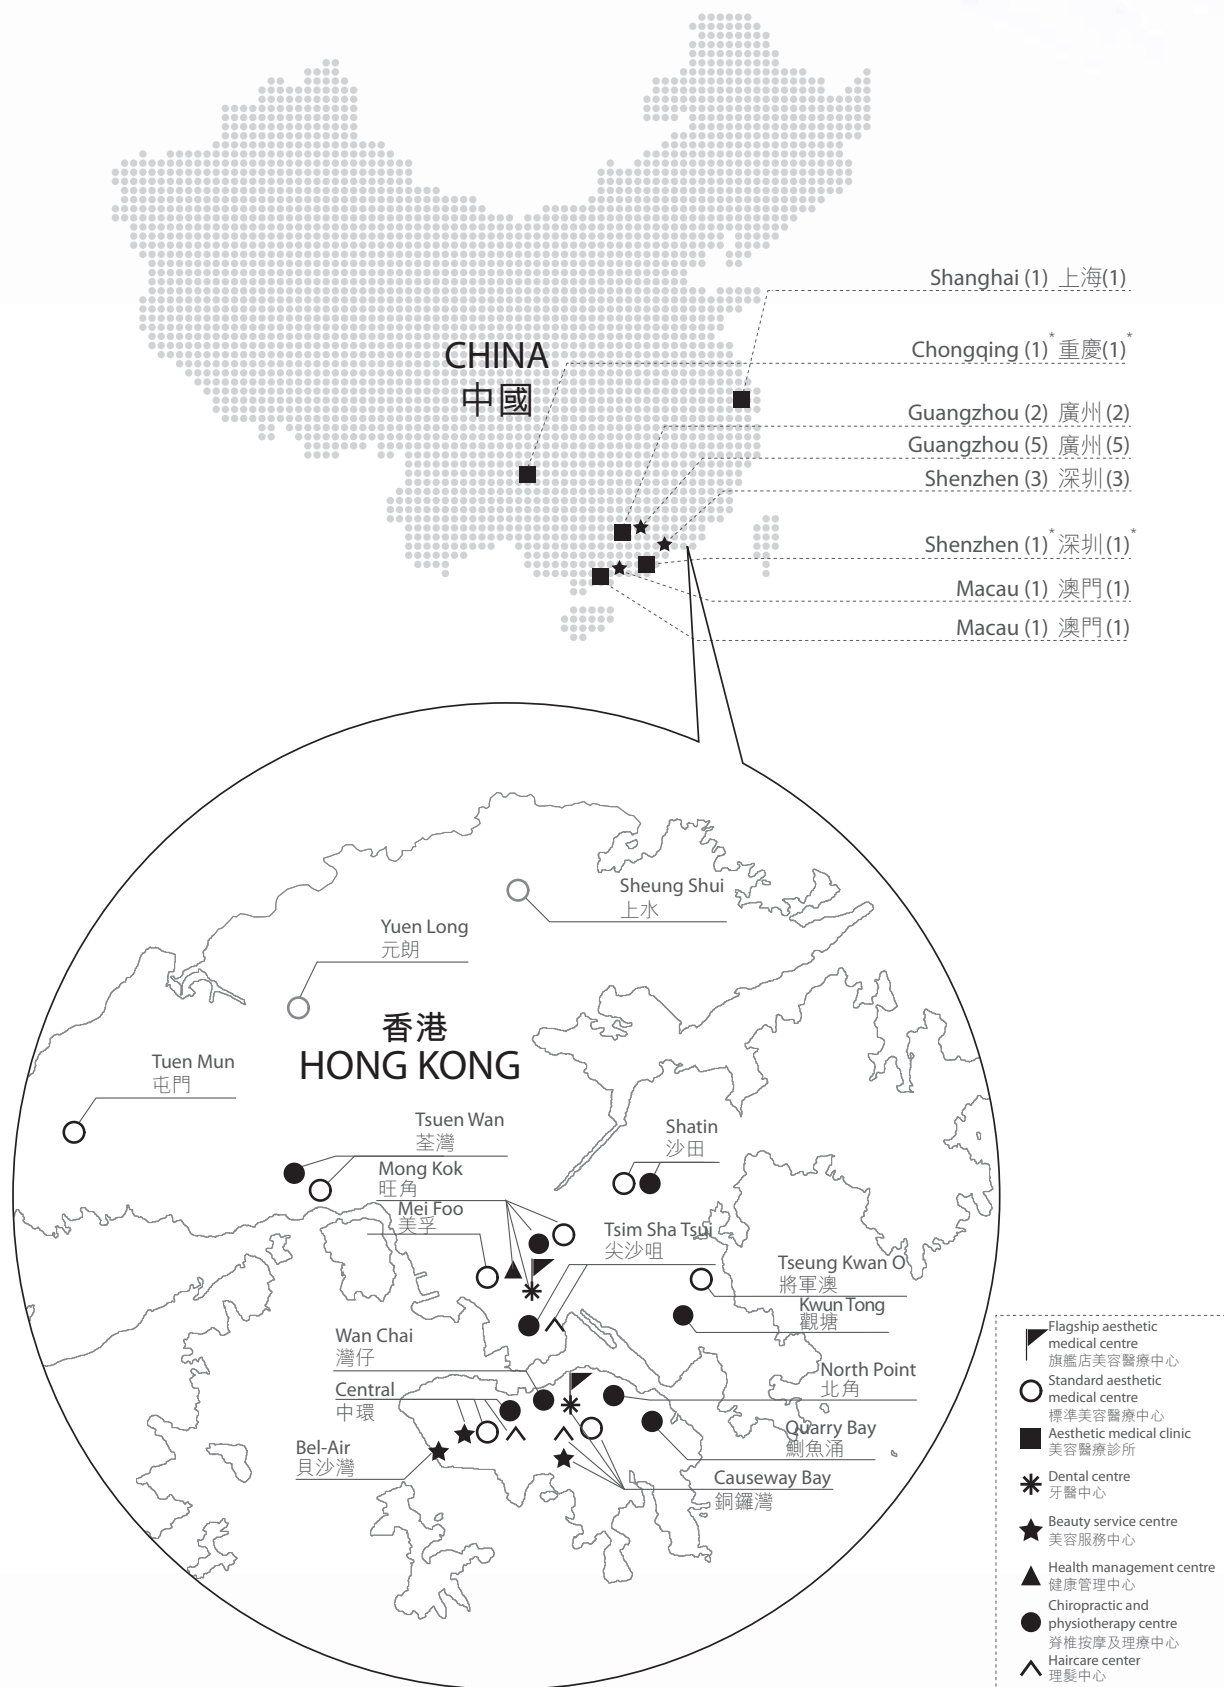 Shanghai (1) 上海(1)
Chongqing (1)* 重慶(1)*
CHINA
中國
Guangzhou (2) 廣州(2)
Guangzhou (5) 廣州(5)
Shenzhen (3) 深圳(3)
Shenzhen (1)* 深圳(1)*
Macau (1) 澳門(1)
Macau (1) 澳門(1)
Sheung Shui
上水
Yuen Long
元朗
香港
HONG KONG
Tuen Mun
屯門
Tsuen Wan
荃灣
Shatin
沙田
Mong Kok
旺角
Mei Foo
美孚
Tsim Sha Tsui
尖沙咀
Tseung Kwan O
將軍澳
Kwun Tong
觀塘
Wan Chai
灣仔
North Point
北角
Central
中環
Quarry Bay
鰂魚涌
Bel-Air
貝沙灣
Causeway Bay
銅鑼灣
Flagship aesthetic
medical centre
旗艦店美容醫療中心
Standard aesthetic
medical centre
標準美容醫療中心
Aesthetic medical clinic
美容醫療診所
Dental centre
牙醫中心
Beauty service centre
美容服務中心
Health management centre
健康管理中心
Chiropractic and
physiotherapy centre
脊椎按摩及理療中心
Haircare center
理髮中心